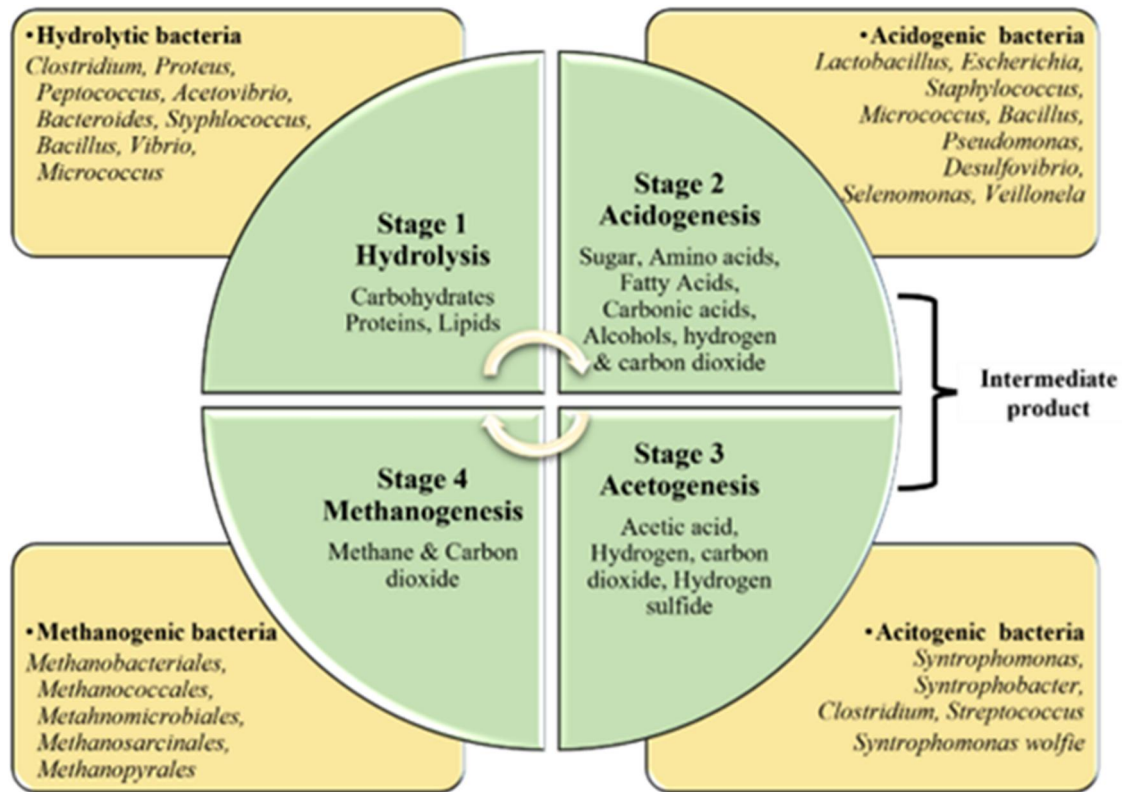 •Hydrolytic bacteria
Clostridium, Proteus,
Peptococcus, Acetovibrio,
Bacteroides, Styphlococcus,
Bacillus, Vibrio,
Micrococcus
•Acidogenic bacteria
Lactobacillus, Escherichia,
Staphylococcus,
Micrococcus, Bacillus,
Pseudomonas,
Desulfovibrio,
Selenomonas, Veillonela
Stage 1
Hydrolysis
Carbohydrates
Proteins, Lipids
Stage 2
Acidogenesis
Sugar, Amino acids,
Fatty Acids,
Carbonic acids,
Alcohols, hydrogen
& carbon dioxide
Intermediate
product
Stage 4
Methanogenesis
Methane & Carbon
dioxide
Stage 3
Acetogenesis
Acetic acid,
Hydrogen, carbon
dioxide, Hydrogen
sulfide
•Methanogenic bacteria
Methanobacteriales,
Methanococcales,
Metahnomicrobiales,
Methanosarcinales,
Methanopyrales
•Acitogenic bacteria
Syntrophomonas,
Syntrophobacter,
Clostridium, Streptococcus
Syntrophomonas wolfie